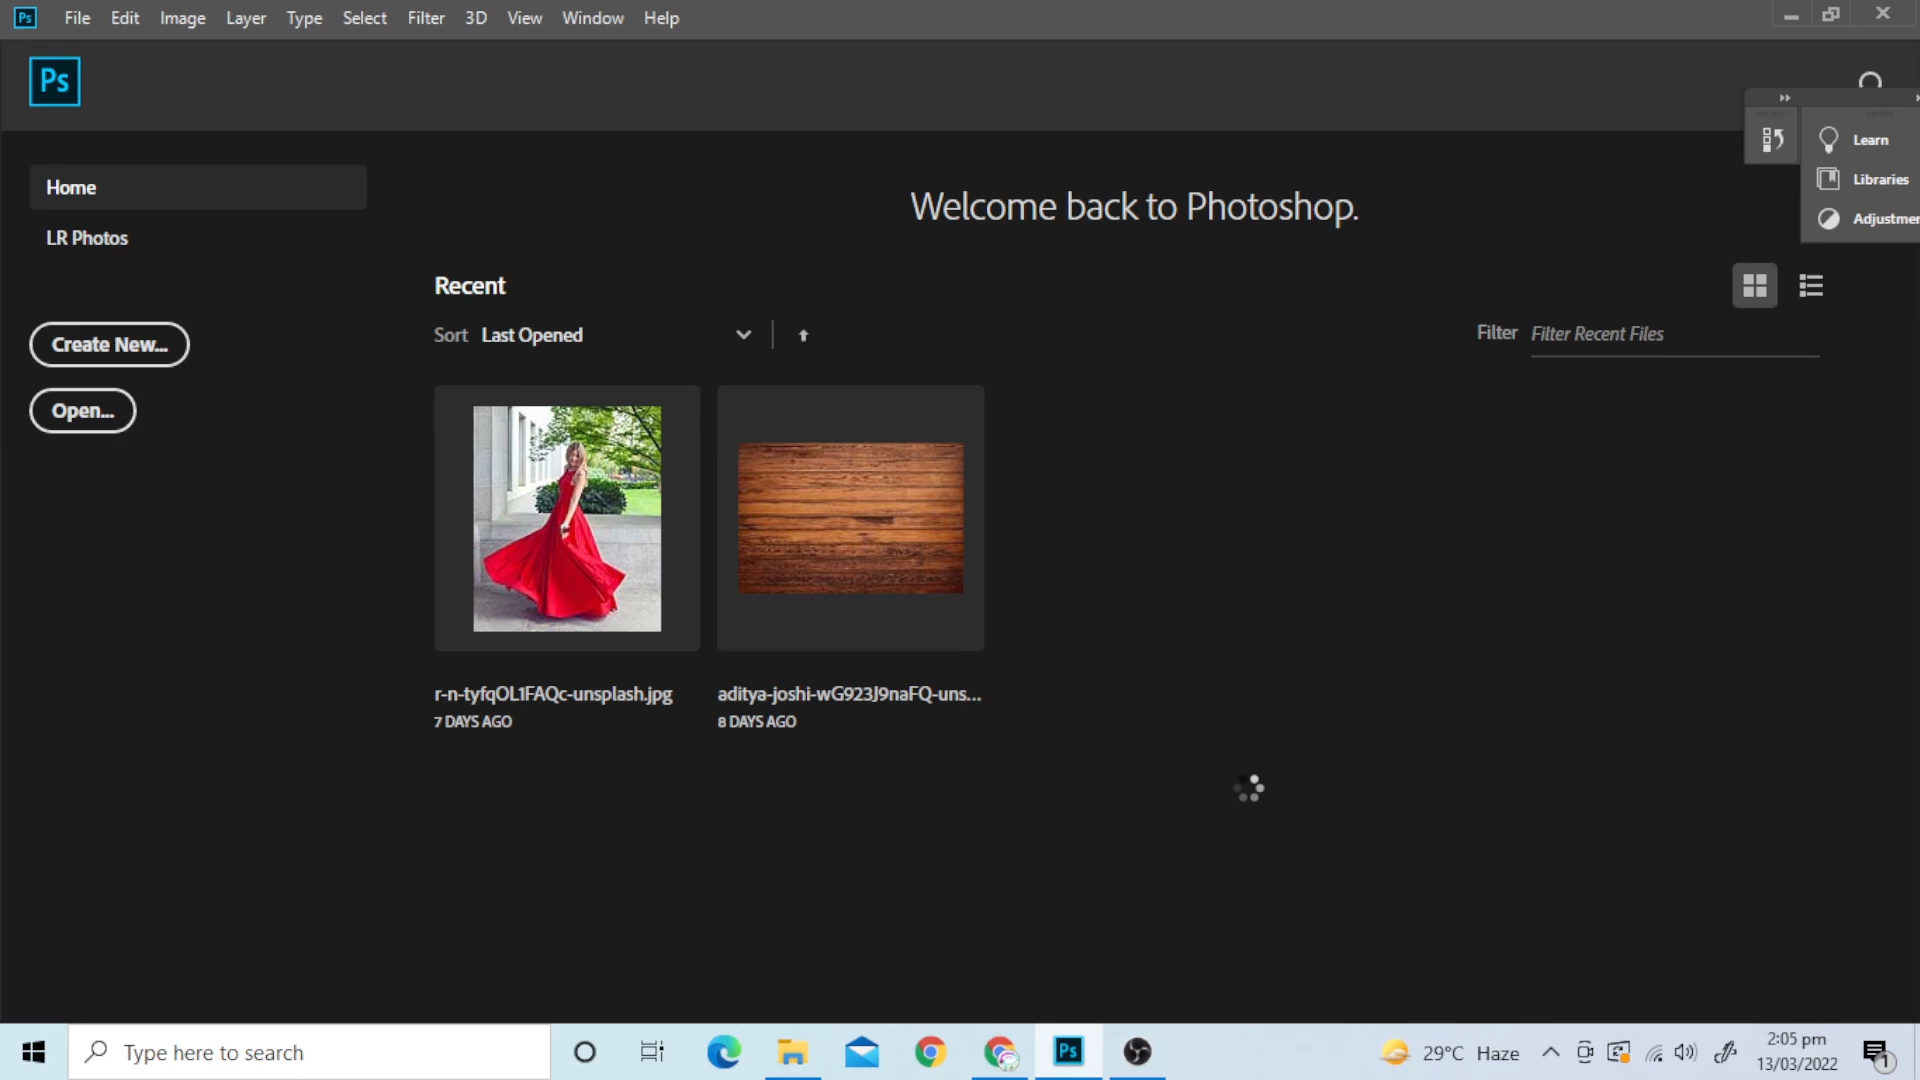 Ps File Edit Image Layer Type Select Filter 3D View Window Help
Ps
Learn
Libraries
Adjustmen
Home
LR Photos
Create New...
Open...
Welcome back to Photoshop.
Recent
Sort Last Opened
Filter Filter Recent Files
r-n-tyfqOL1FAQc-unsplash.jpg
7 DAYS AGO
aditya-joshi-wG923J9naFQ-uns...
8 DAYS AGO
Type here to search
Ps
29°C Haze
2:05 pm
13/03/2022
1